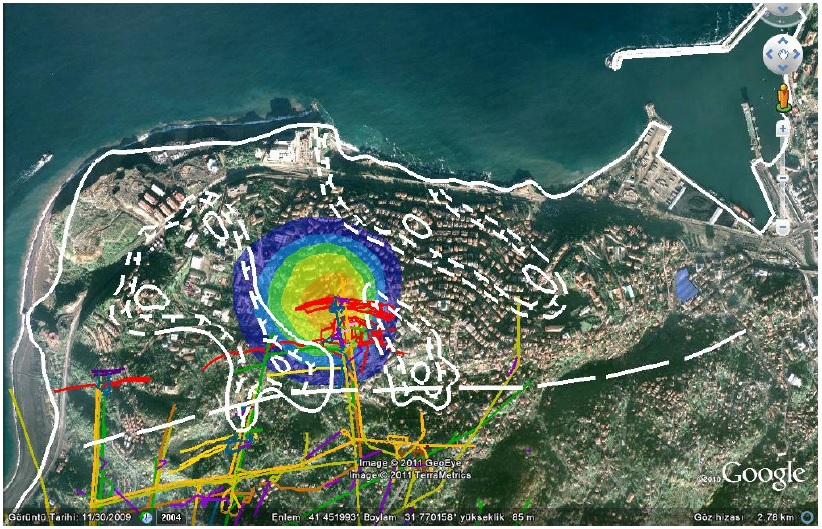 Image © 2011 GeoEye
Image © 2011 TerraMetrics
©2010 Google
Görüntü Tarihi: 11/30/2009 2004 Enlem 41.451993° Boylam 31.770158° yükseklik 85 m Göz hizası 2.78 km